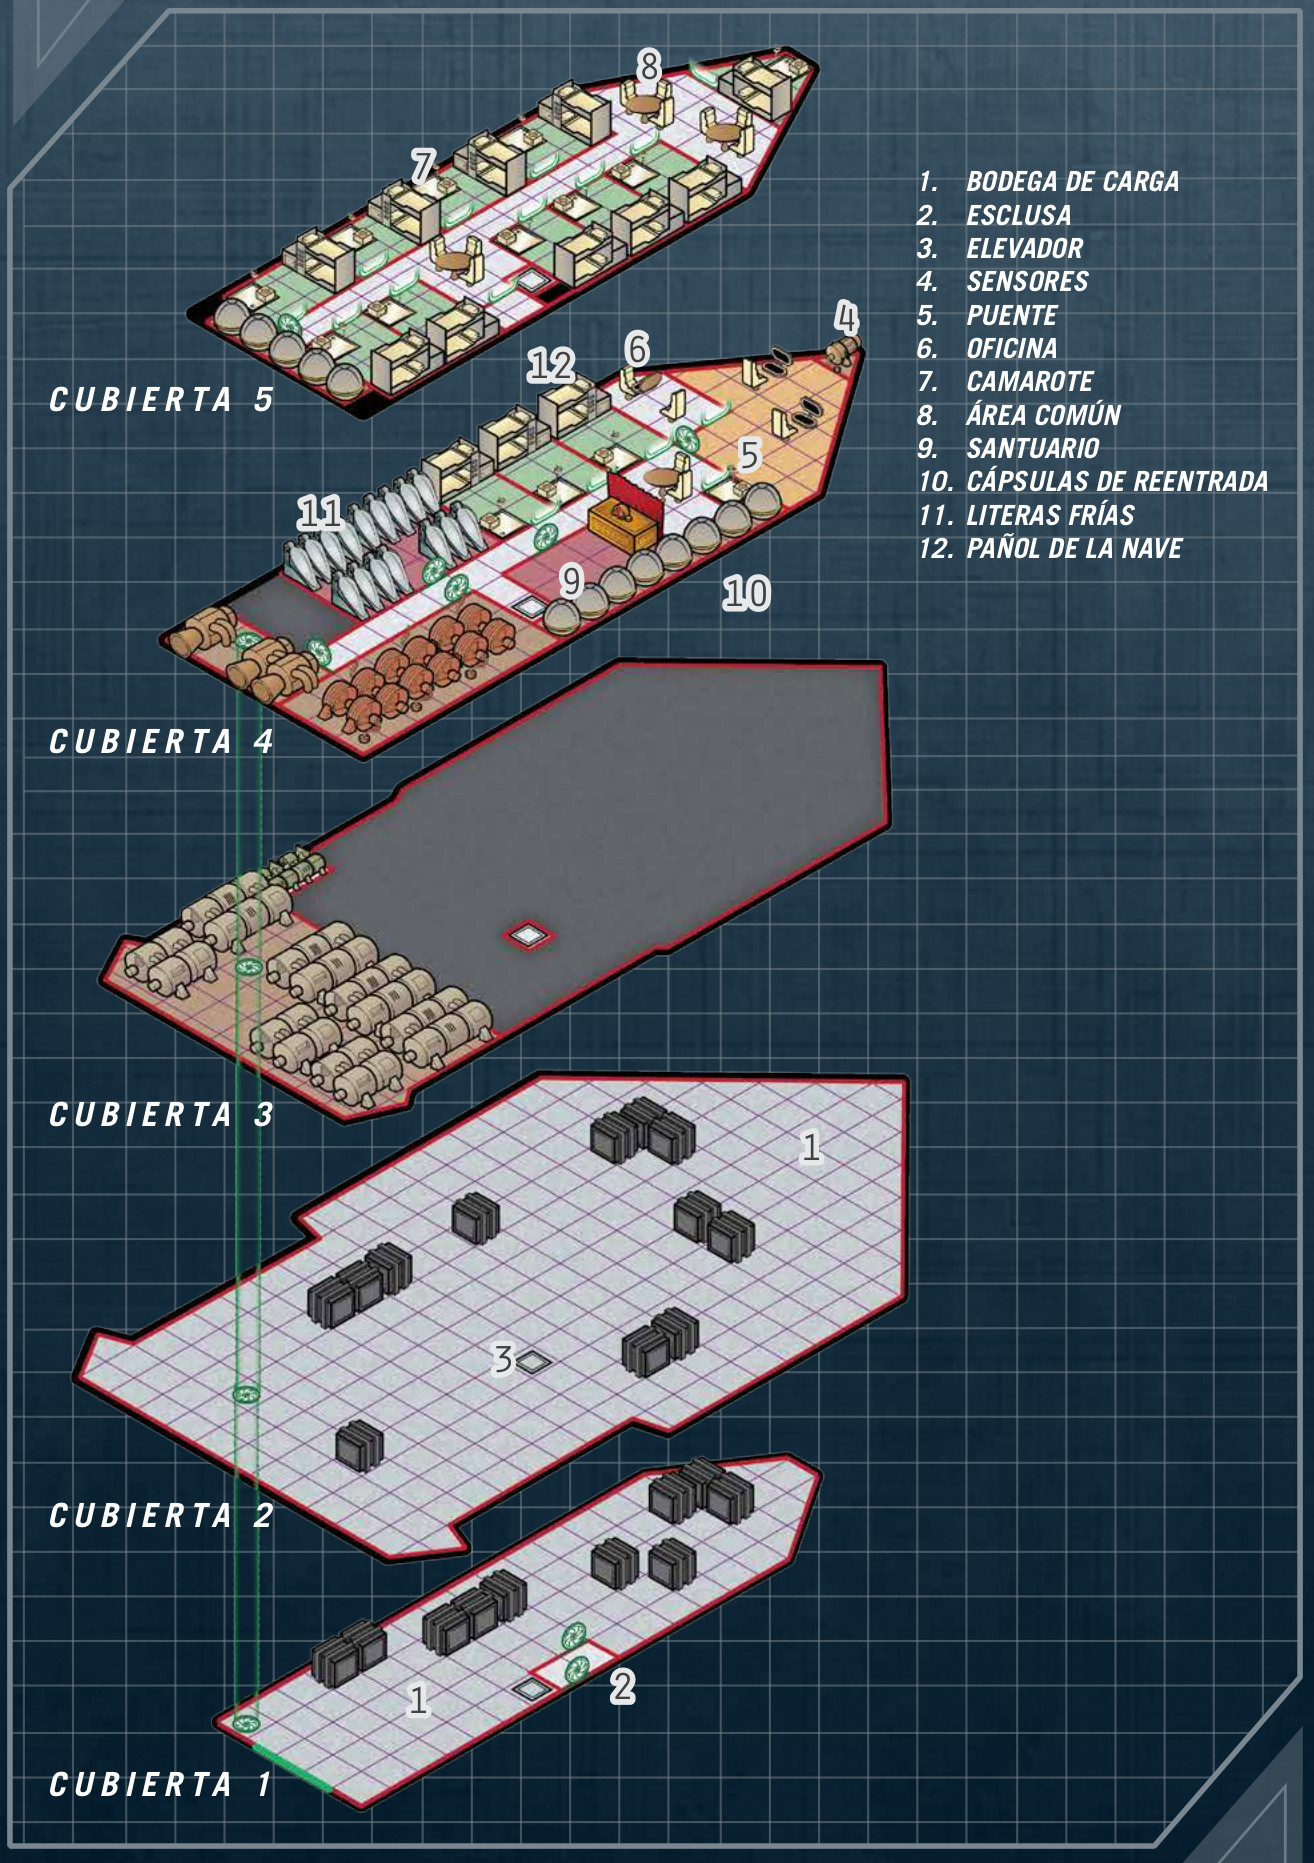 8
7
1. BODEGA DE CARGA
2. ESCLUSA
3. ELEVADOR
4. SENSORES
5. PUENTE
6. OFICINA
7. CAMAROTE
8. ÁREA COMÚN
9. SANTUARIO
10. CÁPSULAS DE REENTRADA
11. LITERAS FRÍAS
12. PAÑOL DE LA NAVE
CUBIERTA 5
4
6
12
5
11
9
10
CUBIERTA 4
CUBIERTA 3
1
3
CUBIERTA 2
2
1
CUBIERTA 1